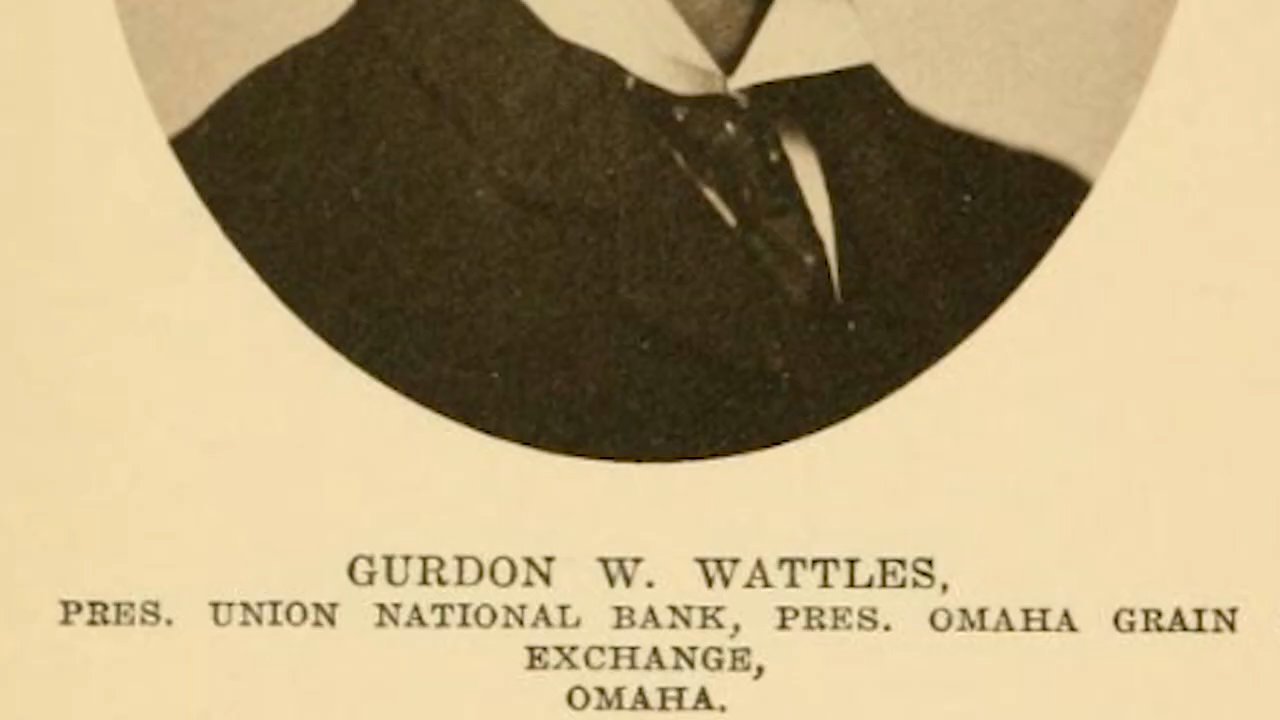 GURDON W. WATTLES,
PRES. UNION NATIONAL BANK, PRES. OMAHA GRAIN
EXCHANGE,
OMAHA.